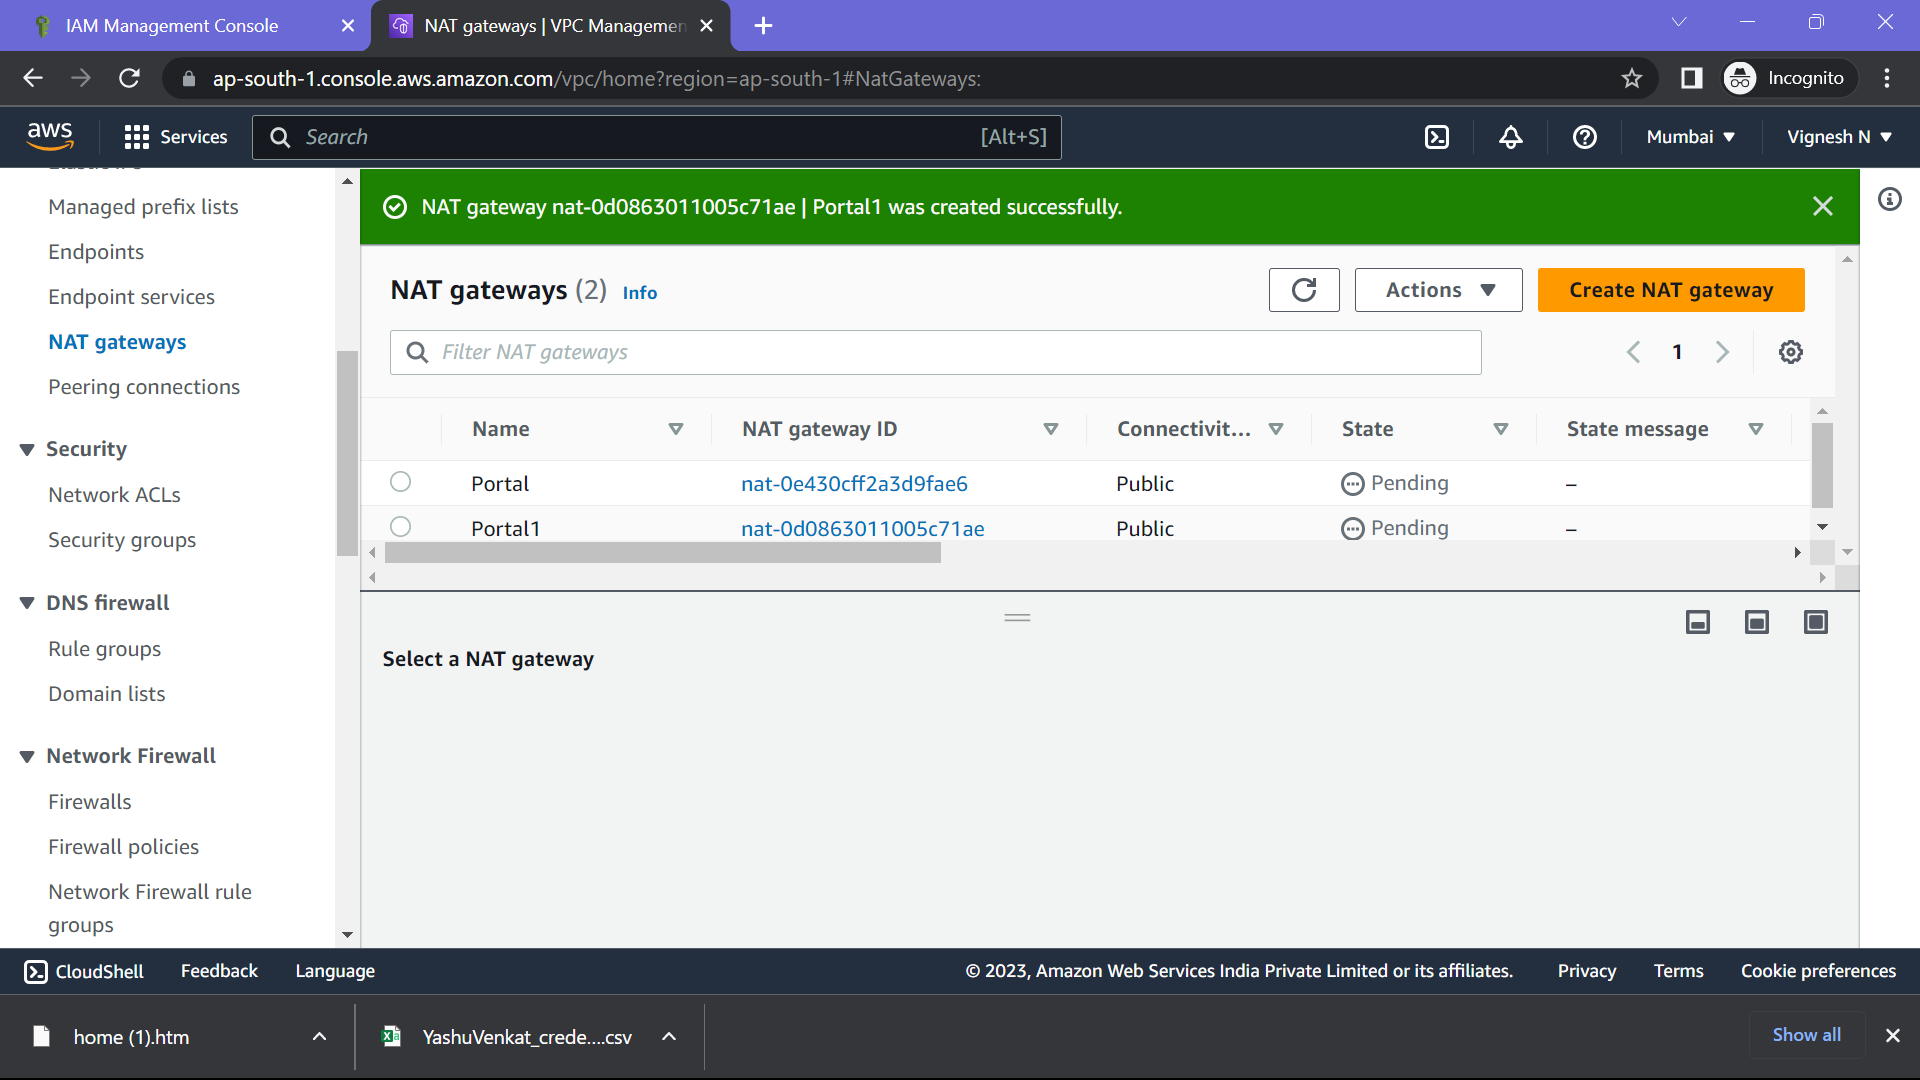 IAM Management Console
NAT gateways | VPC Managemen
ap-south-1.console.aws.amazon.com/vpc/home?region=ap-south-1#NatGateways:
Incognito
aws
Services
Search
[Alt+S]
Mumbai
Vignesh N
Managed prefix lists
Endpoints
Endpoint services
NAT gateways
Peering connections
Security
Network ACLs
Security groups
DNS firewall
Rule groups
Domain lists
Network Firewall
Firewalls
Firewall policies
Network Firewall rule
groups
NAT gateway nat-0d0863011005c71ae | Portal1 was created successfully.
NAT gateways (2) Info
Actions
Create NAT gateway
Filter NAT gateways
1
Name NAT gateway ID Connectivit... State State message
Portal nat-0e430cff2a3d9fae6 Public Pending –
Portal1 nat-0d0863011005c71ae Public Pending –
Select a NAT gateway
CloudShell Feedback Language
© 2023, Amazon Web Services India Private Limited or its affiliates. Privacy Terms Cookie preferences
home (1).htm
YashuVenkat_crede....csv
Show all